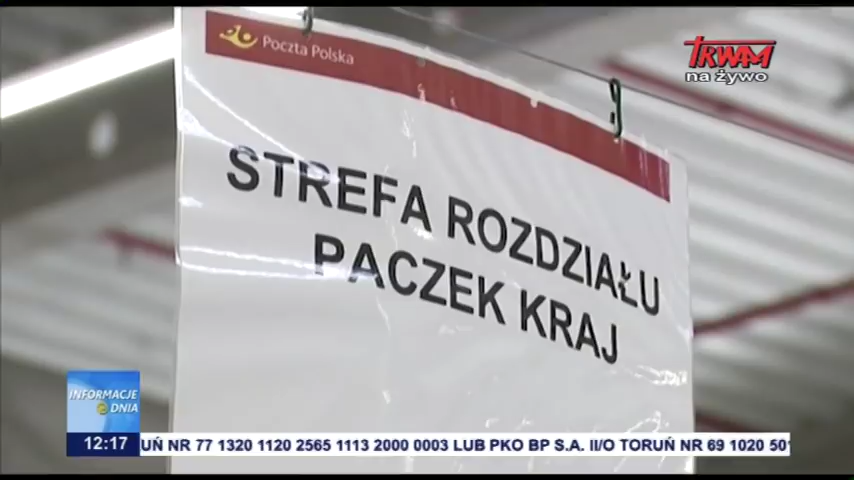 Poczta Polska
TRWAM
na żywo
STREFA ROZDZIAŁU
PACZEK KRAJ
INFORMACJE
DNIA
12:17
UŃ NR 77 1320 1120 2565 1113 2000 0003 LUB PKO BP S.A. II/O TORUŃ NR 69 1020 501